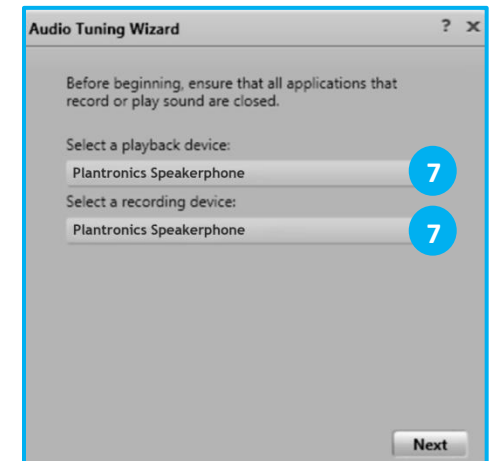 Audio Tuning Wizard ? x
Before beginning, ensure that all applications that
record or play sound are closed.
Select a playback device:
Plantronics Speakerphone 7
Select a recording device:
Plantronics Speakerphone 7
Next